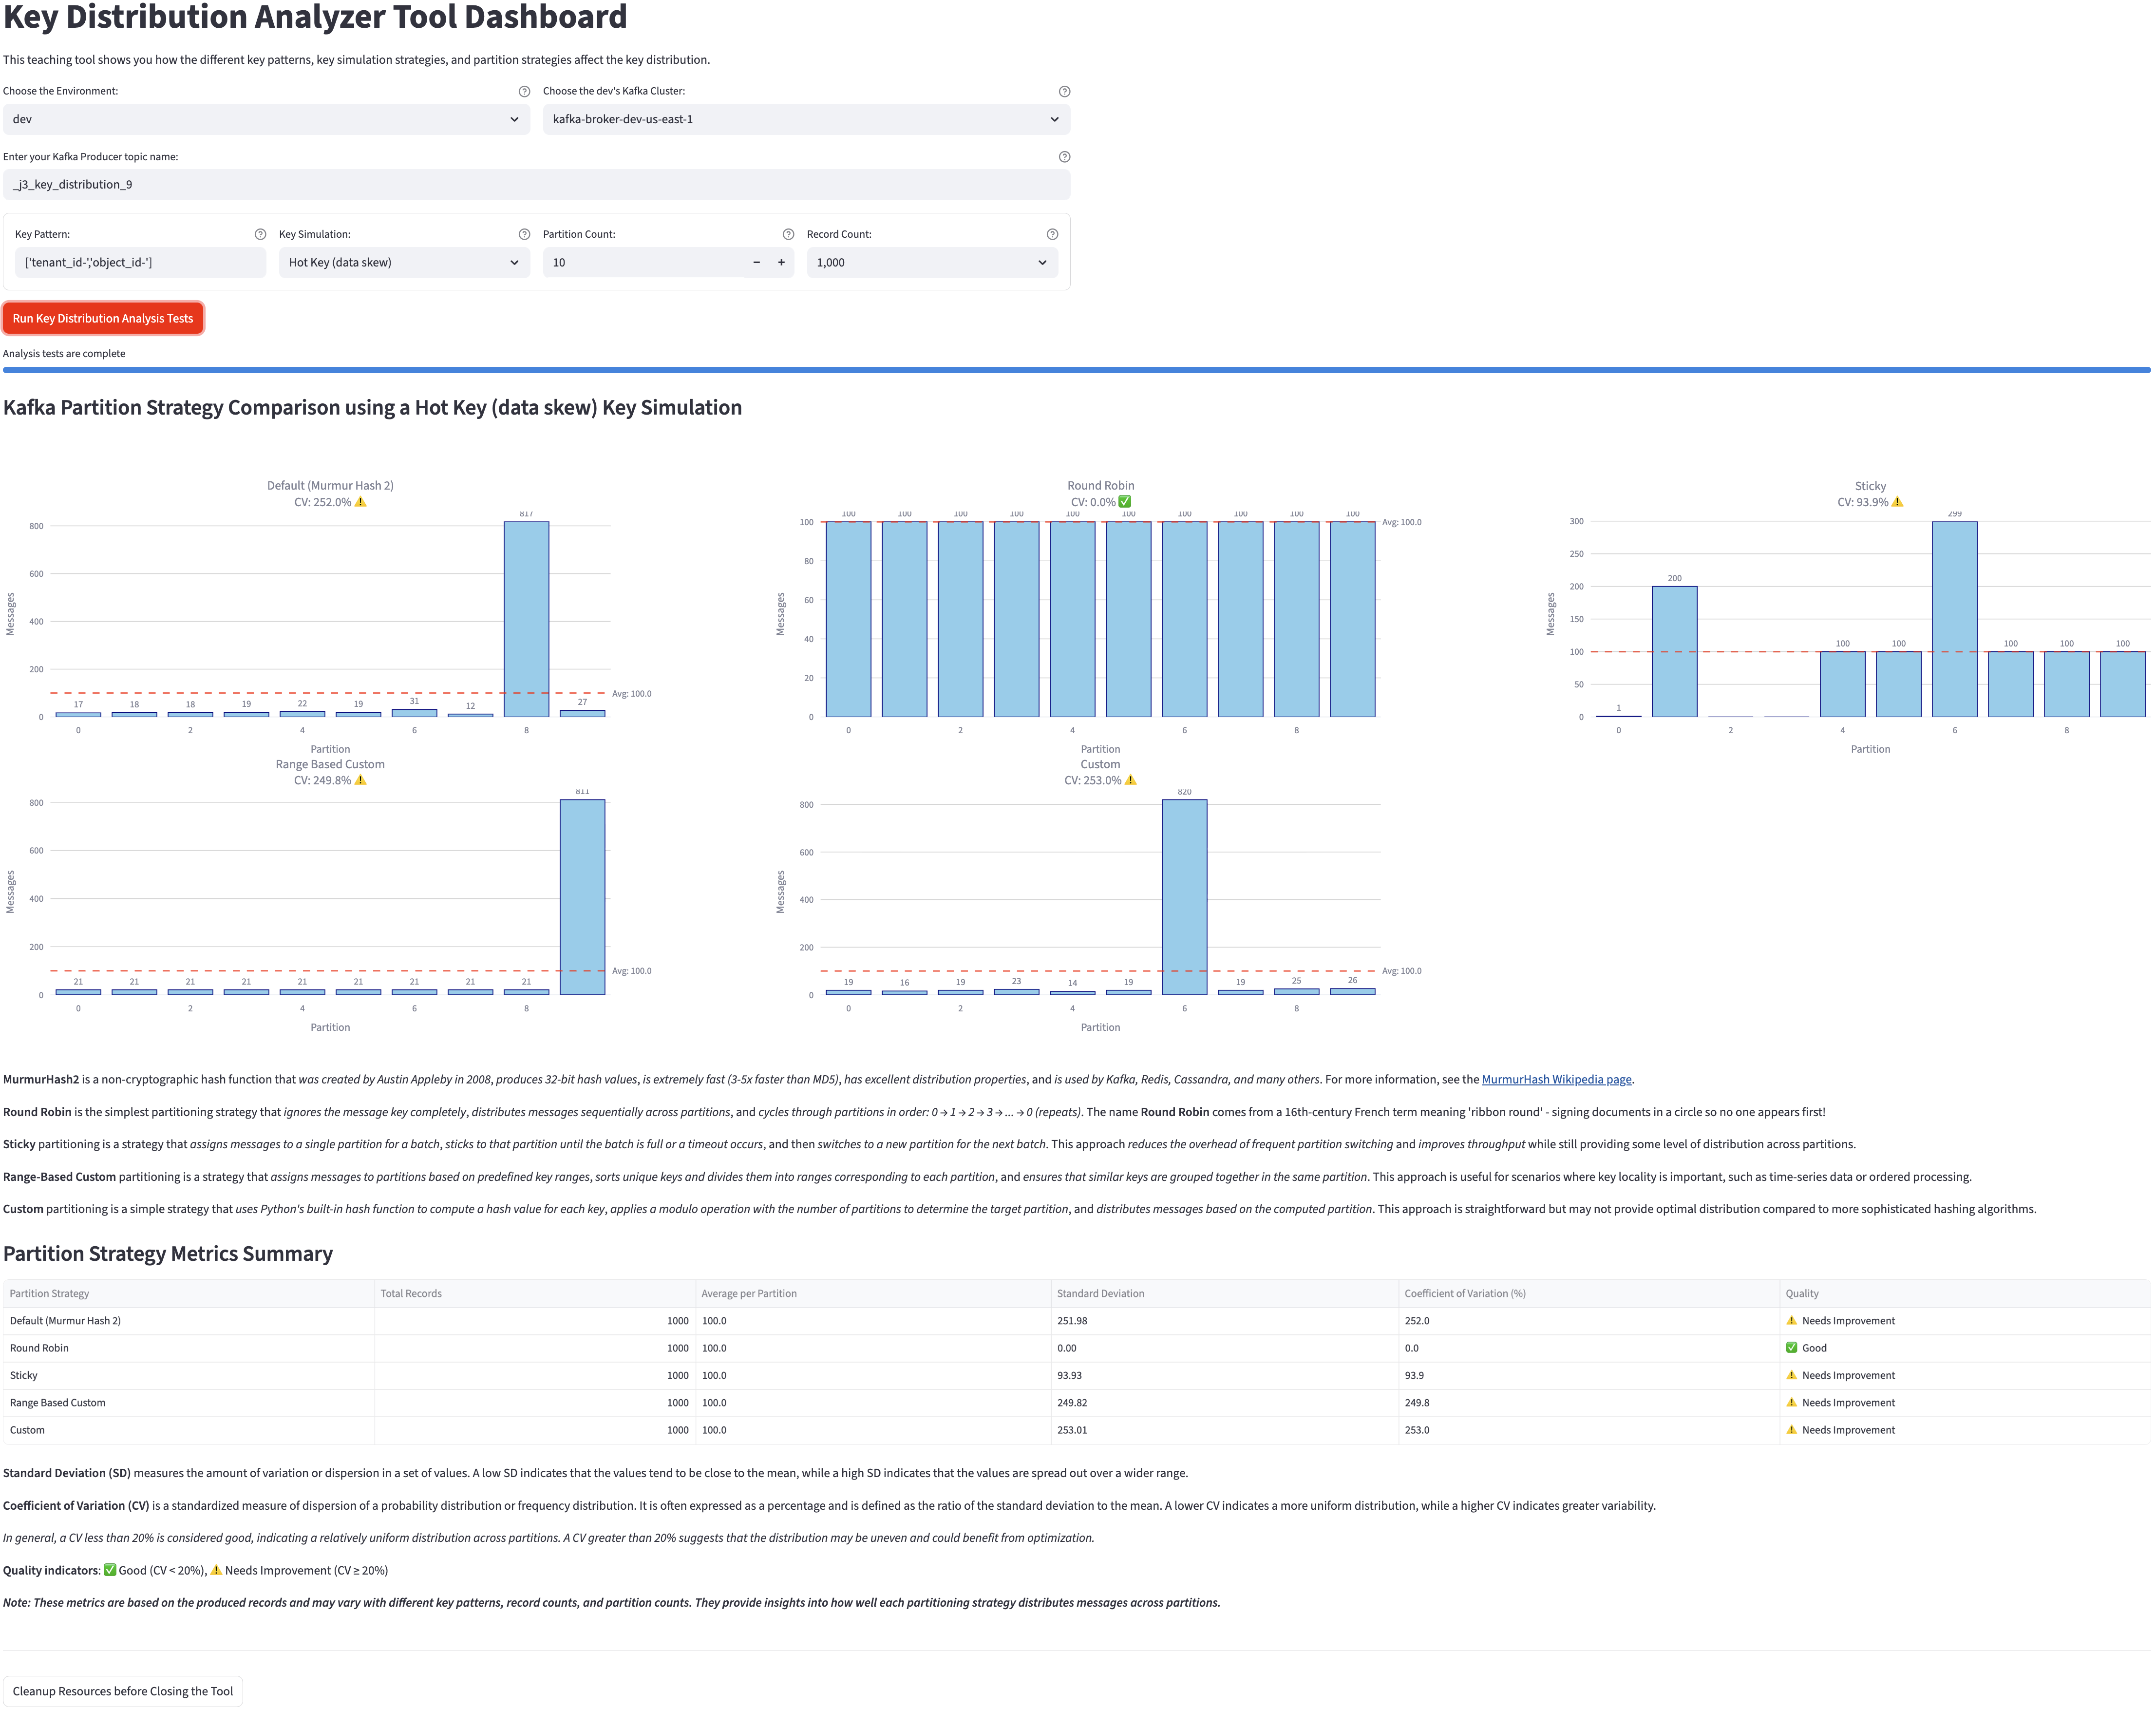 Key Distribution Analyzer Tool Dashboard
This teaching tool shows you how the different key patterns, key simulation strategies, and partition strategies affect the key distribution.
Choose the Environment:
Choose the dev's Kafka Cluster:
dev
kafka-broker-dev-us-east-1
Enter your Kafka Producer topic name:
_j3_key_distribution_9
Key Pattern:
Key Simulation:
Partition Count:
Record Count:
['tenant_id-','object_id-']
Hot Key (data skew)
10
1,000
Run Key Distribution Analysis Tests
Analysis tests are complete
Kafka Partition Strategy Comparison using a Hot Key (data skew) Key Simulation
Default (Murmur Hash 2)
CV: 252.0% ⚠️
Messages
800
600
400
200
0
17 18 18 19 22 19 31 12 817 27
Avg: 100.0
0 2 4 6 8
Partition
Round Robin
CV: 0.0% ✅
Messages
100
80
60
40
20
0
100 100 100 100 100 100 100 100 100 100
Avg: 100.0
0 2 4 6 8
Partition
Sticky
CV: 93.9% ⚠️
Messages
300
250
200
150
100
50
0
1 200 100 100 299 100 100 100
0 2 4 6 8
Partition
Range Based Custom
CV: 249.8% ⚠️
Messages
800
600
400
200
0
21 21 21 21 21 21 21 21 21 811
Avg: 100.0
0 2 4 6 8
Partition
Custom
CV: 253.0% ⚠️
Messages
800
600
400
200
0
19 16 19 23 14 19 820 19 25 26
Avg: 100.0
0 2 4 6 8
Partition
MurmurHash2 is a non-cryptographic hash function that was created by Austin Appleby in 2008, produces 32-bit hash values, is extremely fast (3-5x faster than MD5), has excellent distribution properties, and is used by Kafka, Redis, Cassandra, and many others. For more information, see the MurmurHash Wikipedia page.
Round Robin is the simplest partitioning strategy that ignores the message key completely, distributes messages sequentially across partitions, and cycles through partitions in order: 0 → 1 → 2 → 3 → ... → 0 (repeats). The name Round Robin comes from a 16th-century French term meaning 'ribbon round' - signing documents in a circle so no one appears first!
Sticky partitioning is a strategy that assigns messages to a single partition for a batch, sticks to that partition until the batch is full or a timeout occurs, and then switches to a new partition for the next batch. This approach reduces the overhead of frequent partition switching and improves throughput while still providing some level of distribution across partitions.
Range-Based Custom partitioning is a strategy that assigns messages to partitions based on predefined key ranges, sorts unique keys and divides them into ranges corresponding to each partition, and ensures that similar keys are grouped together in the same partition. This approach is useful for scenarios where key locality is important, such as time-series data or ordered processing.
Custom partitioning is a simple strategy that uses Python's built-in hash function to compute a hash value for each key, applies a modulo operation with the number of partitions to determine the target partition, and distributes messages based on the computed partition. This approach is straightforward but may not provide optimal distribution compared to more sophisticated hashing algorithms.
Partition Strategy Metrics Summary
Partition Strategy Total Records Average per Partition Standard Deviation Coefficient of Variation (%) Quality
Default (Murmur Hash 2) 1000 100.0 251.98 252.0 ⚠️ Needs Improvement
Round Robin 1000 100.0 0.00 0.0 ✅ Good
Sticky 1000 100.0 93.93 93.9 ⚠️ Needs Improvement
Range Based Custom 1000 100.0 249.82 249.8 ⚠️ Needs Improvement
Custom 1000 100.0 253.01 253.0 ⚠️ Needs Improvement
Standard Deviation (SD) measures the amount of variation or dispersion in a set of values. A low SD indicates that the values tend to be close to the mean, while a high SD indicates that the values are spread out over a wider range.
Coefficient of Variation (CV) is a standardized measure of dispersion of a probability distribution or frequency distribution. It is often expressed as a percentage and is defined as the ratio of the standard deviation to the mean. A lower CV indicates a more uniform distribution, while a higher CV indicates greater variability.
In general, a CV less than 20% is considered good, indicating a relatively uniform distribution across partitions. A CV greater than 20% suggests that the distribution may be uneven and could benefit from optimization.
Quality indicators: ✅ Good (CV < 20%), ⚠️ Needs Improvement (CV ≥ 20%)
Note: These metrics are based on the produced records and may vary with different key patterns, record counts, and partition counts. They provide insights into how well each partitioning strategy distributes messages across partitions.
Cleanup Resources before Closing the Tool